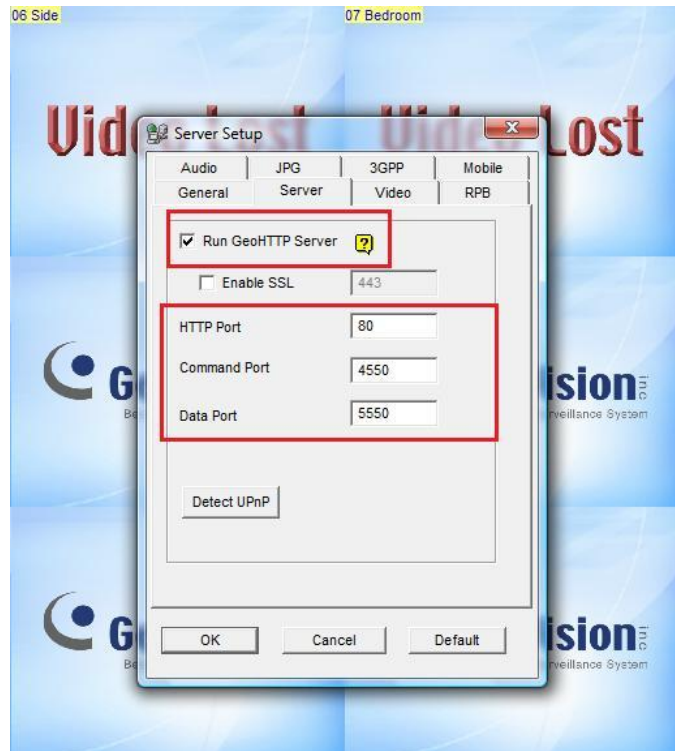 06 Side
07 Bedroom
Lost
Server Setup
Audio JPG 3GPP Mobile
General Server Video RPB
Run GeoHTTP Server ?
Enable SSL 443
HTTP Port 80
Command Port 4550
Data Port 5550
Detect UPnP
OK Cancel Default